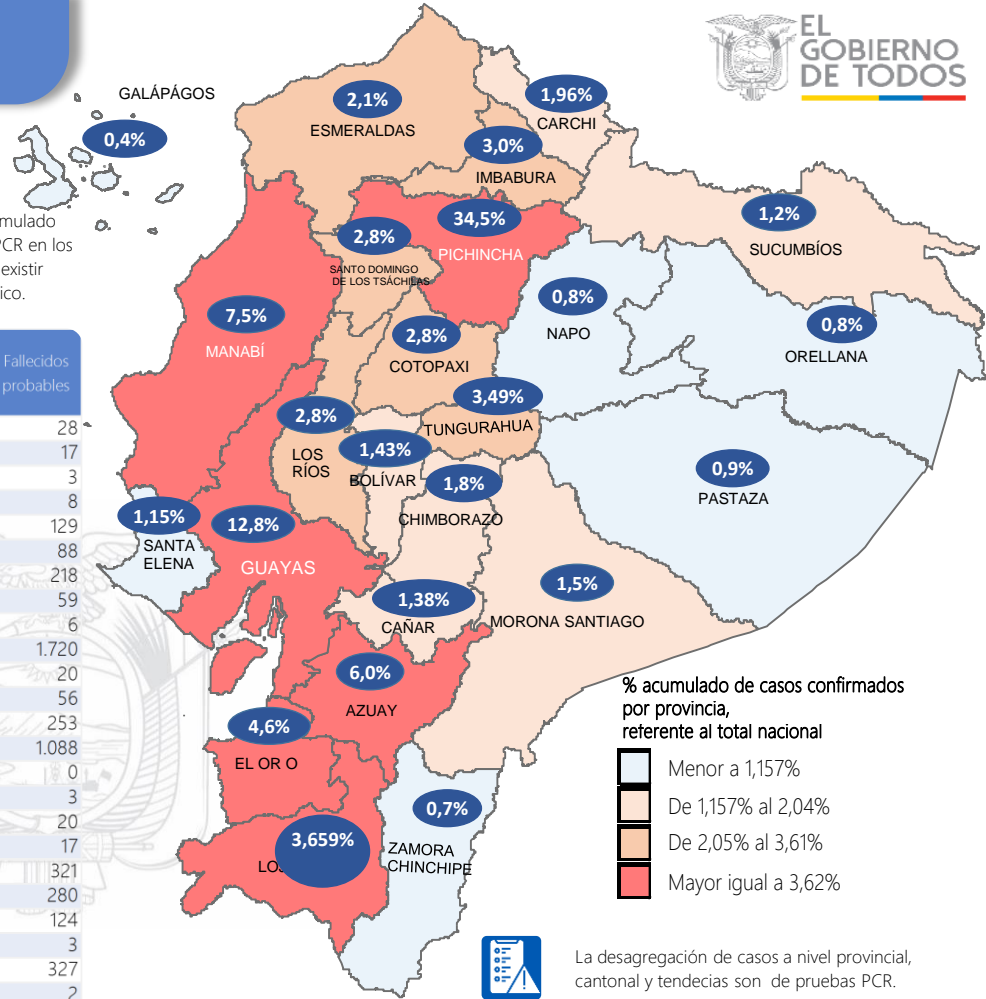 EL
GOBIERNO
DE TODOS
GALÁPÁGOS
0,4%
2,1%
ESMERALDAS
1,96%
CARCHI
3,0%
IMBABURA
mulado
PCR en los
existir
ico.
34,5%
PICHINCHA
1,2%
SUCUMBÍOS
2,8%
SANTO DOMINGO
DE LOS TSÁCHILAS
7,5%
MANABÍ
0,8%
NAPO
0,8%
ORELLANA
2,8%
COTOPAXI
3,49%
TUNGURAHUA
2,8%
LOS
RÍOS
1,43%
BOLÍVAR
1,8%
CHIMBORAZO
0,9%
PASTAZA
1,15%
SANTA
ELENA
12,8%
GUAYAS
1,38%
CAÑAR
1,5%
MORONA SANTIAGO
6,0%
AZUAY
4,6%
EL OR O
3,659%
0,7%
ZAMORA
CHINCHIPE
Fallecidos
probables
28
17
3
8
129
88
218
59
6
1.720
20
56
253
1.088
0
3
20
17
321
280
124
3
327
2
% acumulado de casos confirmados
por provincia,
referente al total nacional
Menor a 1,157%
De 1,157% al 2,04%
De 2,05% al 3,61%
Mayor igual a 3,62%
La desagregación de casos a nivel provincial,
cantonal y tendecias son de pruebas PCR.